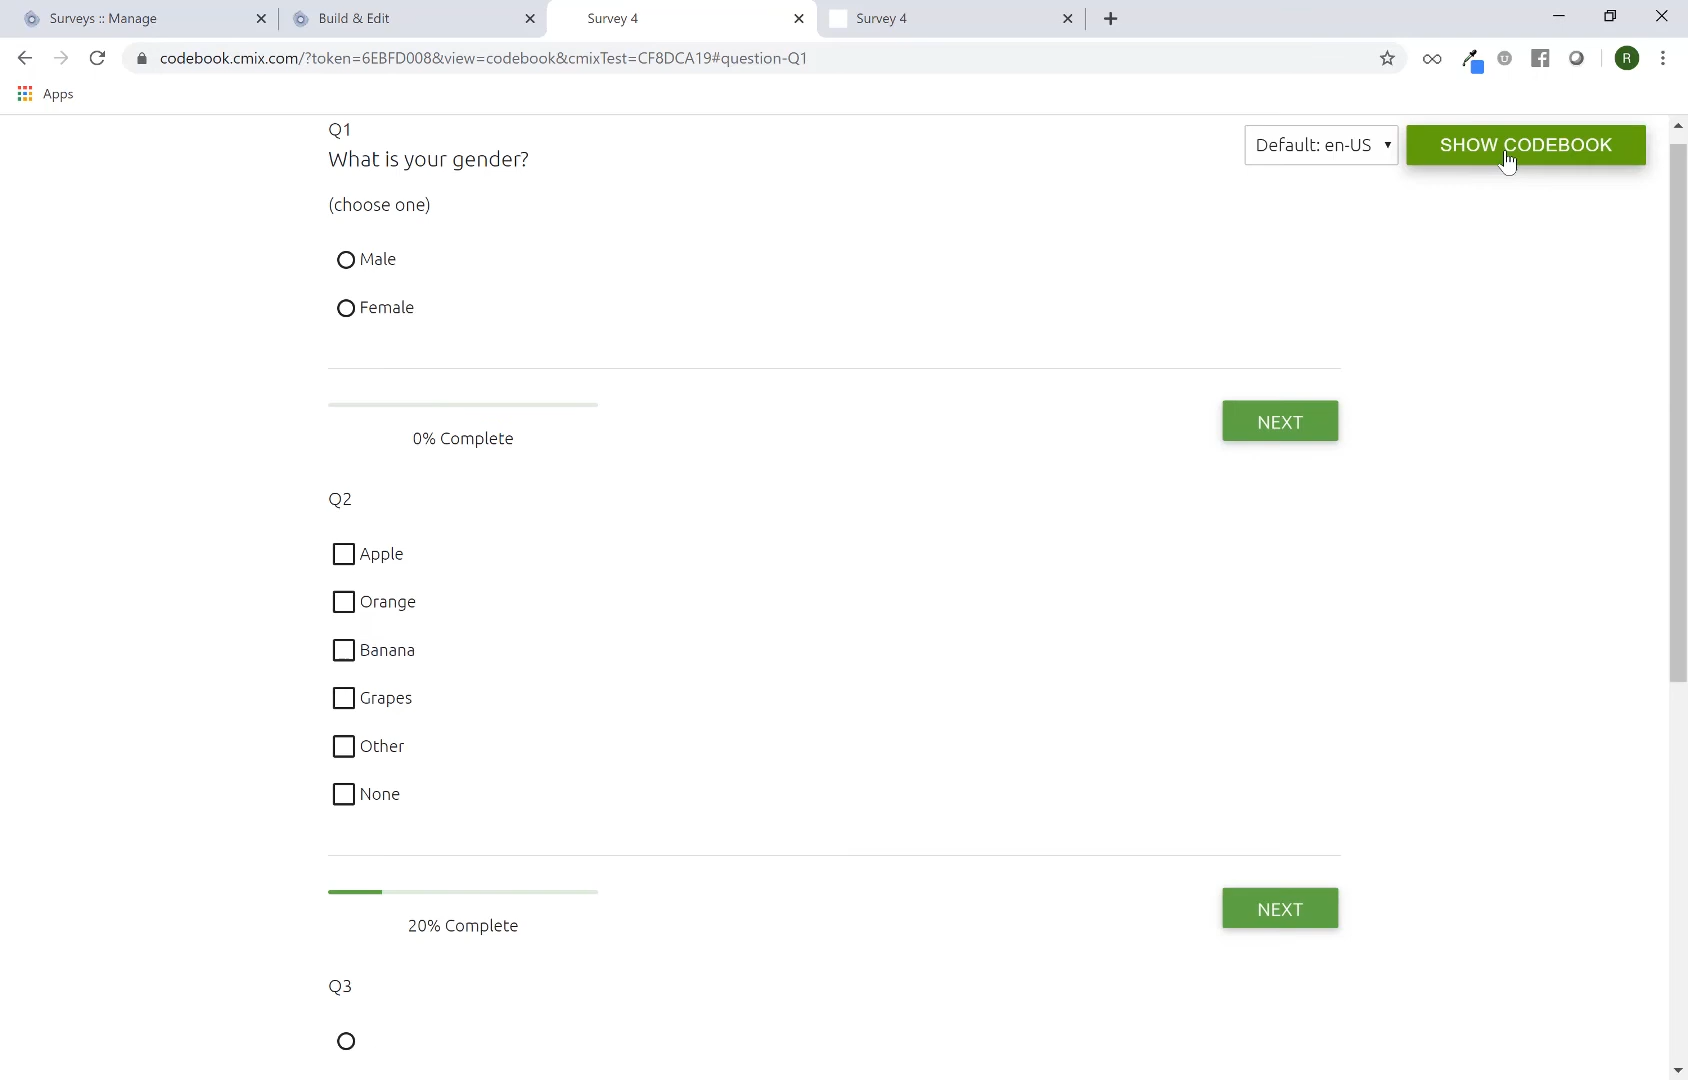 Surveys :: Manage
Build & Edit
Survey 4
Survey 4
codebook.cmix.com/?token=6EBFD008&view=codebook&cmixTest=CF8DCA19#question-Q1
R
Apps
Q1
What is your gender?
Default: en-US
SHOW CODEBOOK
(choose one)
Male
Female
0% Complete
NEXT
Q2
Apple
Orange
Banana
Grapes
Other
None
20% Complete
NEXT
Q3